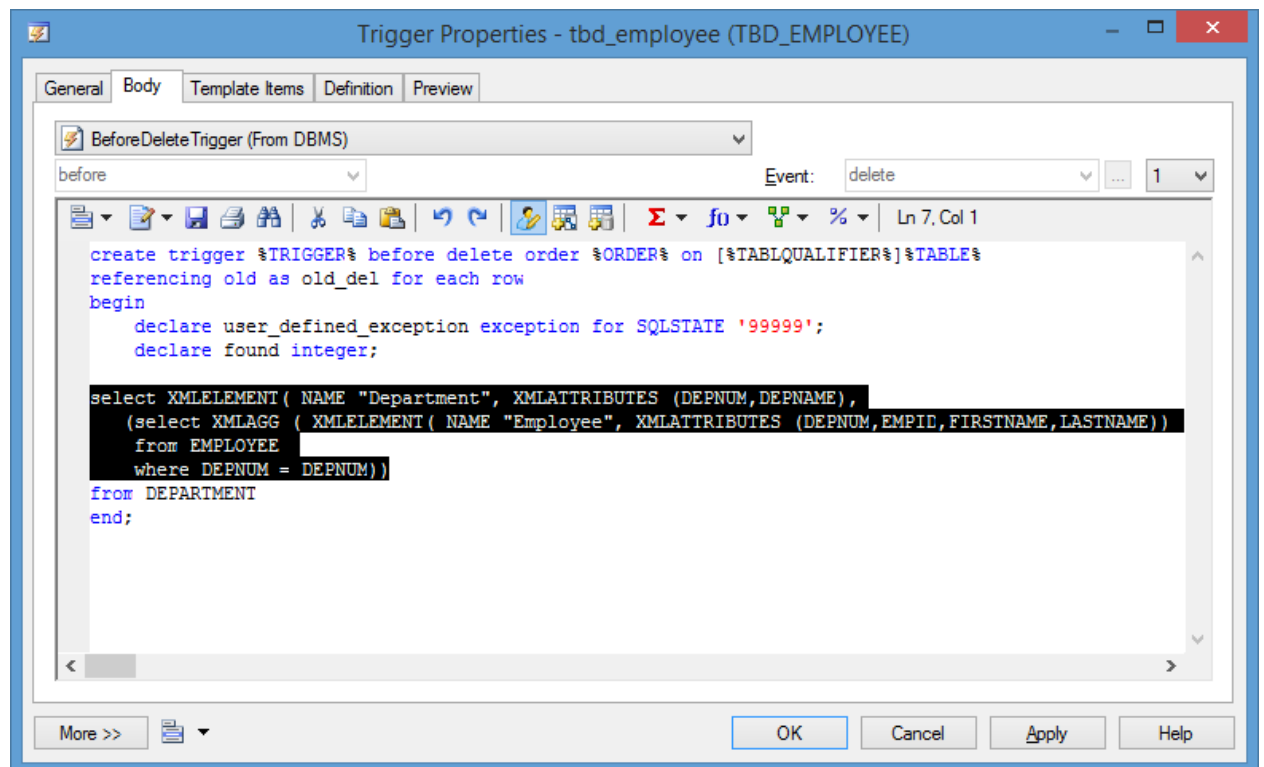 Trigger Properties - tbd_employee (TBD_EMPLOYEE)
General Body Template Items Definition Preview
BeforeDeleteTrigger (From DBMS)
before Event: delete ... 1
Σ f() % Ln 7, Col 1
create trigger %TRIGGER% before delete order %ORDER% on [%TABLQUALIFIER%]%TABLE%
referencing old as old_del for each row
begin
declare user_defined_exception exception for SQLSTATE '99999';
declare found integer;
select XMLELEMENT( NAME "Department", XMLATTRIBUTES (DEPNUM,DEPNAME),
(select XMLAGG ( XMLELEMENT( NAME "Employee", XMLATTRIBUTES (DEPNUM,EMPID,FIRSTNAME,LASTNAME))
from EMPLOYEE
where DEPNUM = DEPNUM))
from DEPARTMENT
end;
More >> OK Cancel Apply Help